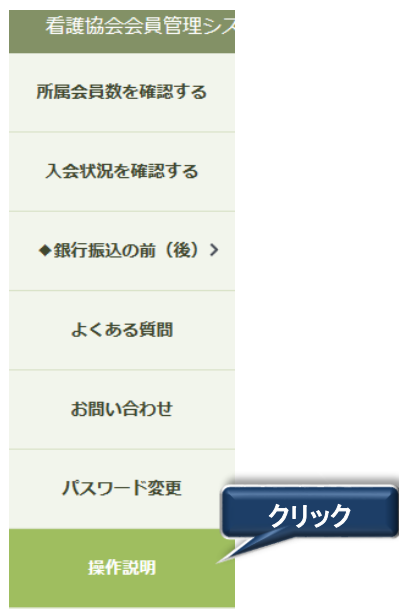 看護協会会員管理シス
所属会員数を確認する
入会状況を確認する
◆銀行振込の前（後）>
よくある質問
お問い合わせ
パスワード変更
クリック
操作説明